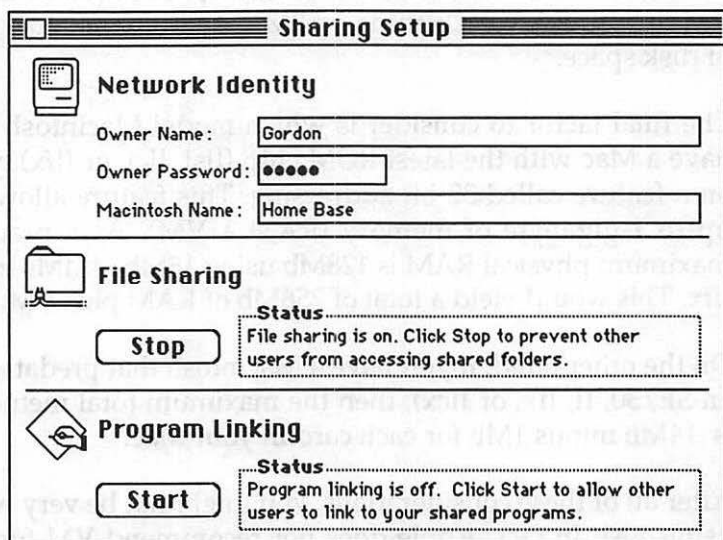 Sharing Setup
Network Identity
Owner Name: Gordon
Owner Password: •••••
Macintosh Name: Home Base
File Sharing
Stop
Status
File sharing is on. Click Stop to prevent other
users from accessing shared folders.
Program Linking
Start
Status
Program linking is off. Click Start to allow other
users to link to your shared programs.